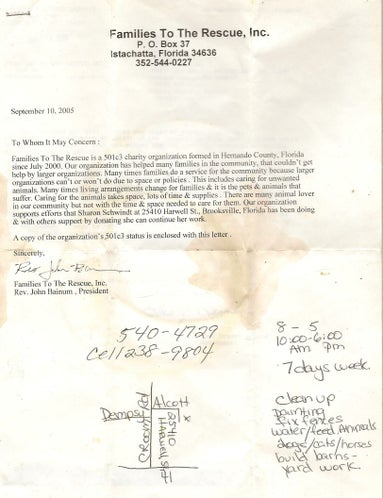 Families To The Rescue, Inc.
P. O. Box 37
Istachatta, Florida 34636
352-544-0227
September 10, 2005
To Whom It May Concern :
Families To The Rescue is a 501c3 charity organization formed in Hernando County, Florida
since July 2000. Our organization has helped many families in the community, that couldn't get
help by larger organizations. Many times families do a service for the community because larger
organizations can't or won't do due to space or policies . This includes caring for unwanted
animals. Many times living arrangements change for families & it is the pets & animals that
suffer. Caring for the animals takes space, lots of time & supplies . There are many animal lover
in our community but not with the time & space needed to care for them. Our organization
supports efforts that Sharon Schwindt at 25410 Harwell St., Brooksville, Florida has been doing
& with others support by donating she can continue her work.
A copy of the organization's 501c3 status is enclosed with this letter .
Sincerely,
Rev John Bainum
Families To The Rescue, Inc.
Rev. John Bainum , President
540-4729
Cell 238-9804
8 - 5
10:00-6:00
Am Pm
7 days week.
Dempsy
Croom Rd
Alcott
x
25410
Harwell St
clean up
painting
fix fences
water/feed Animals
dogs/cats/horses
build barns-
yard work.